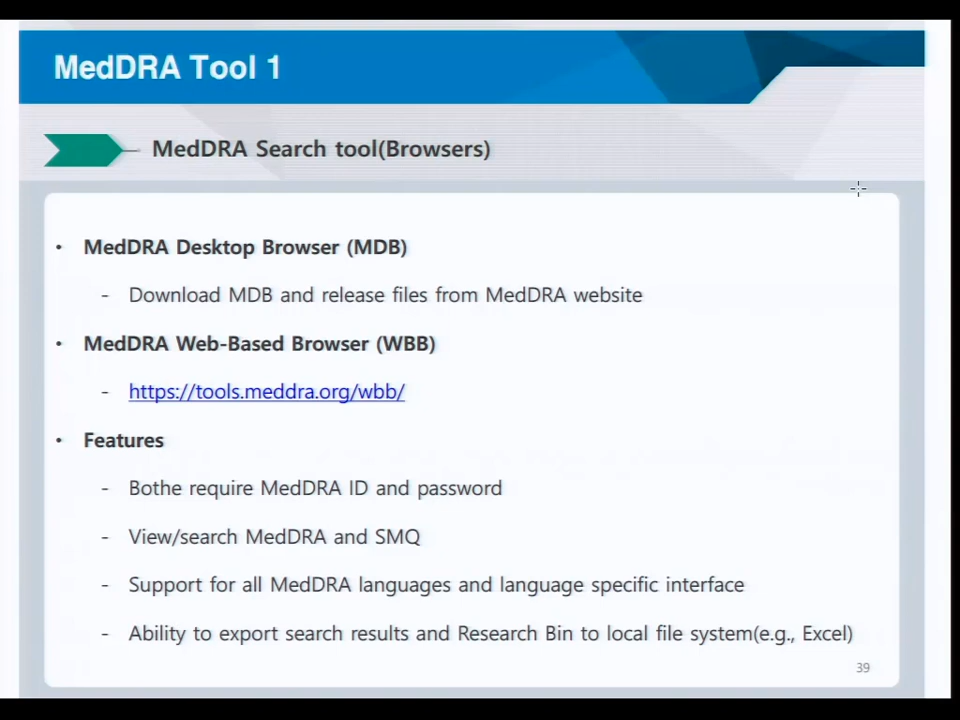 MedDRA Tool 1
MedDRA Search tool(Browsers)
• MedDRA Desktop Browser (MDB)
- Download MDB and release files from MedDRA website
• MedDRA Web-Based Browser (WBB)
- https://tools.meddra.org/wbb/
• Features
- Bothe require MedDRA ID and password
- View/search MedDRA and SMQ
- Support for all MedDRA languages and language specific interface
- Ability to export search results and Research Bin to local file system(e.g., Excel)
39